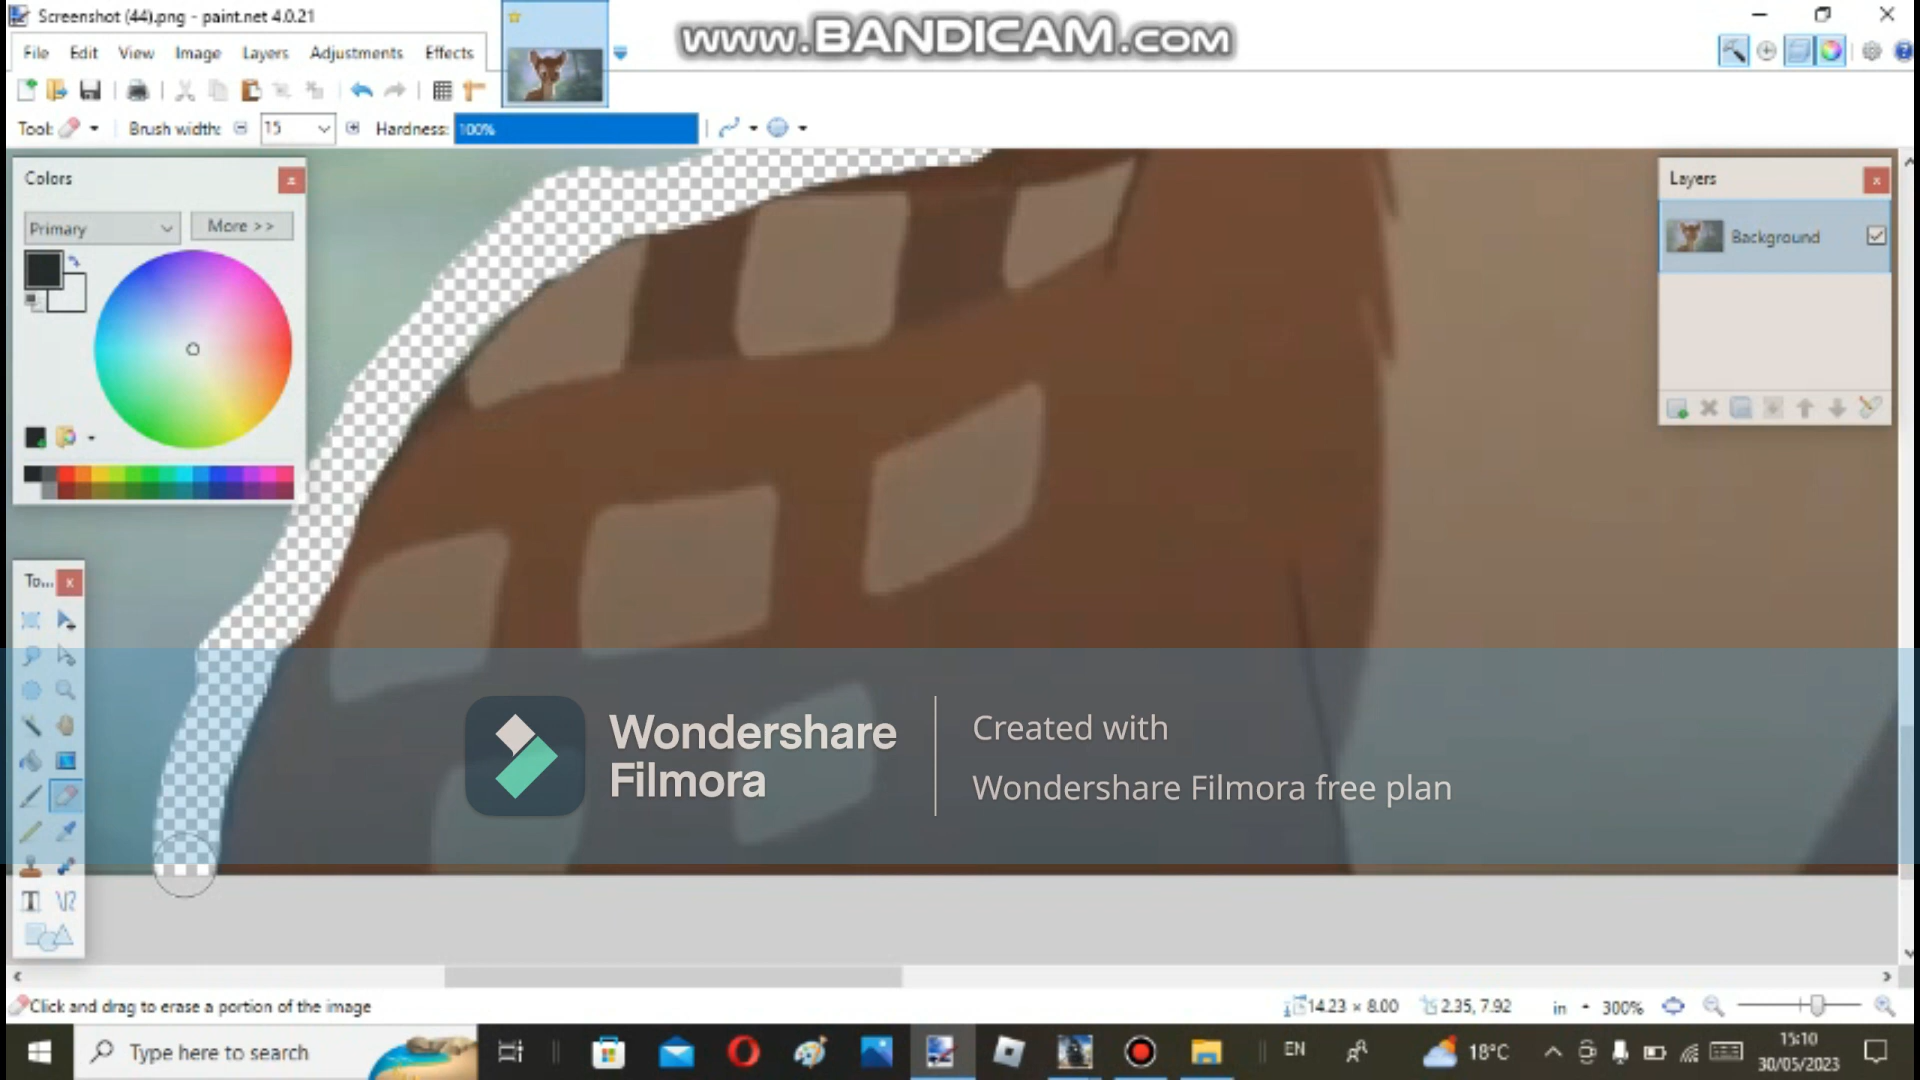 Screenshot (44).png - paint.net 4.0.21
www.BANDICAM.com
File Edit View Image Layers Adjustments Effects
Tool: Brush width: 15 Hardness: 100%
Colors
Primary More >>
Layers
Background
To...
Wondershare
Filmora
Created with
Wondershare Filmora free plan
Click and drag to erase a portion of the image
14.23 × 8.00 2.35, 7.92 in 300%
Type here to search
EN 18°C
15:10
30/05/2023